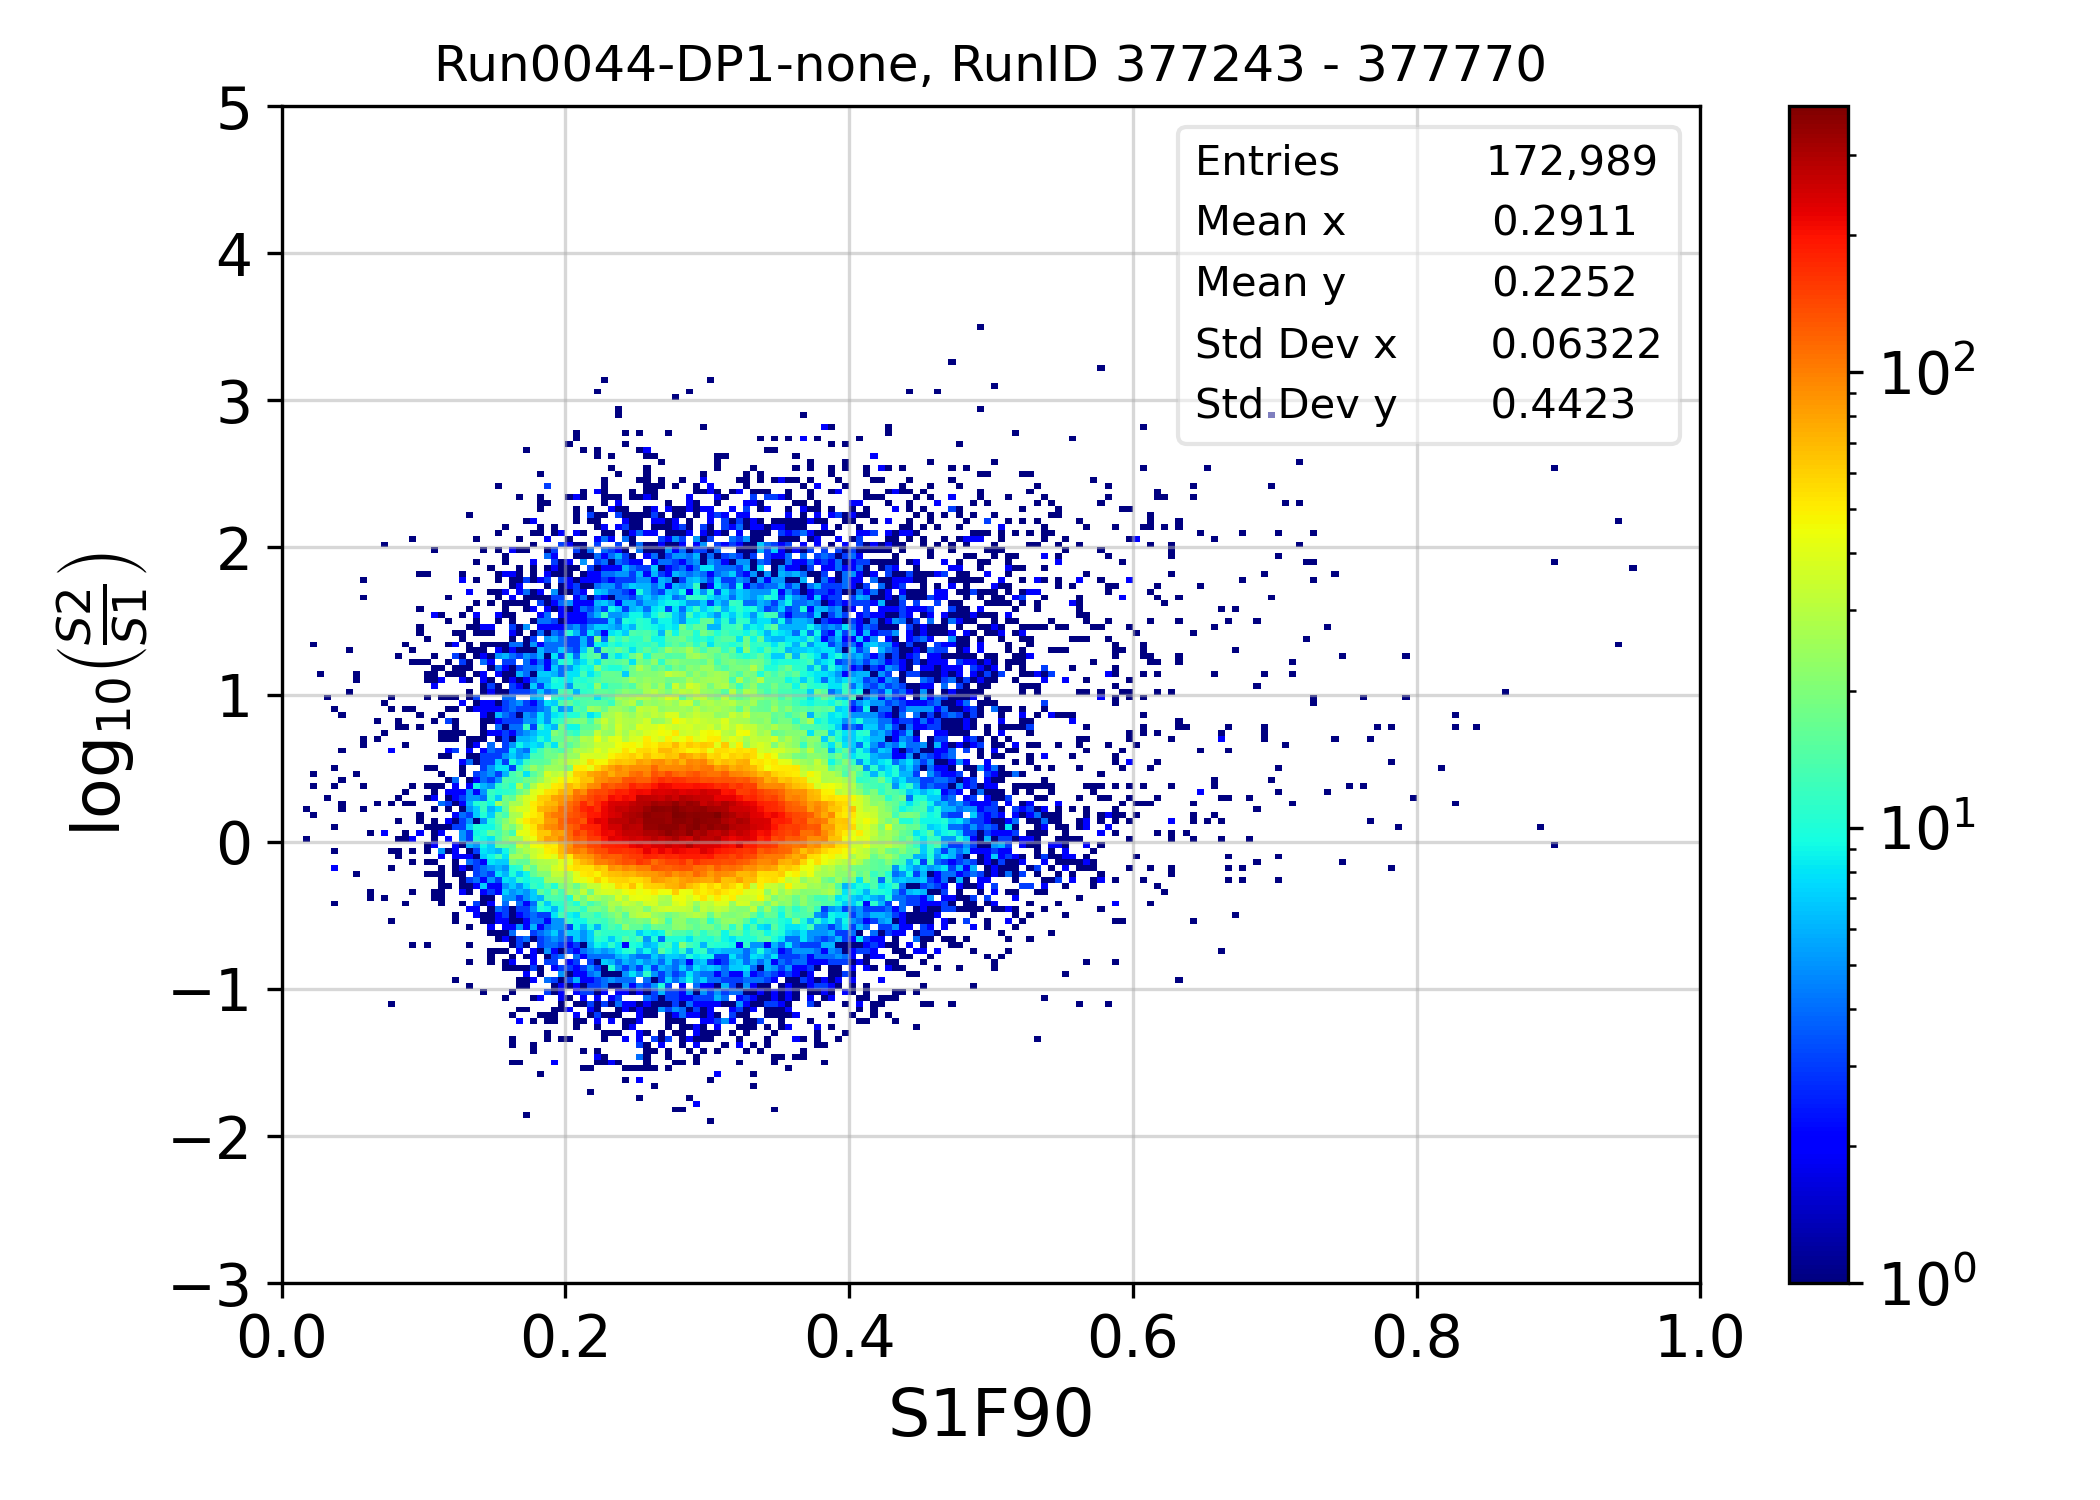 Run0044-DP1-none, RunID 377243 - 377770
Entries 172,989
Mean x 0.2911
Mean y 0.2252
Std Dev x 0.06322
Std Dev y 0.4423
5
4
3
2
1
0
−1
−2
−3
log₁₀(S2/S1)
0.0 0.2 0.4 0.6 0.8 1.0
S1F90
10²
10¹
10⁰